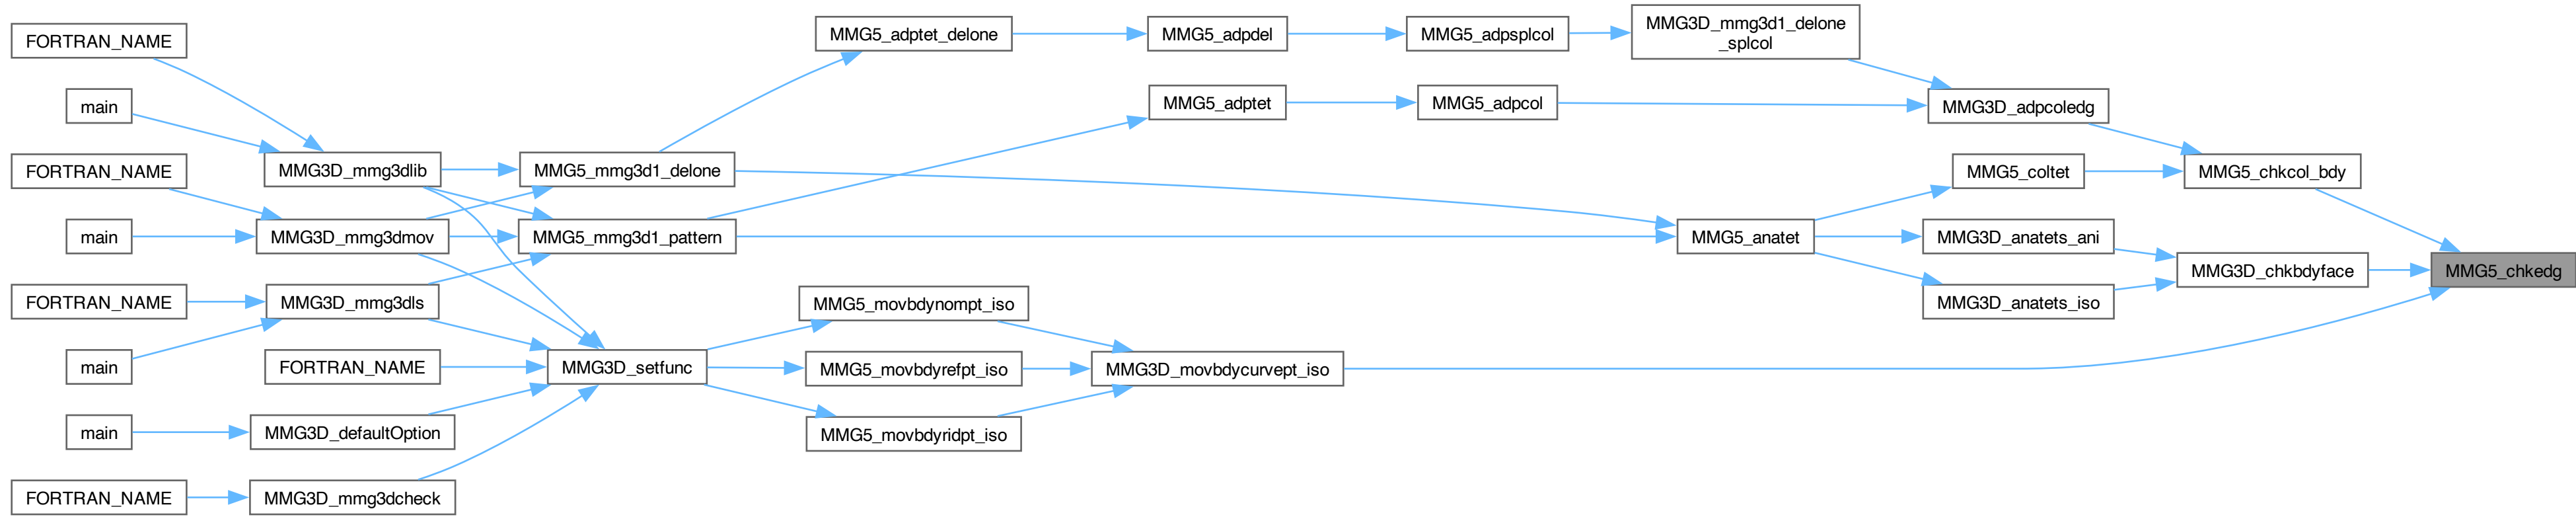 FORTRAN_NAME
main
FORTRAN_NAME
main
FORTRAN_NAME
main
main
FORTRAN_NAME
MMG3D_mmg3dlib
MMG3D_mmg3dmov
MMG3D_mmg3dls
FORTRAN_NAME
MMG3D_defaultOption
MMG3D_mmg3dcheck
MMG5_mmg3d1_delone
MMG5_mmg3d1_pattern
MMG3D_setfunc
MMG5_adptet_delone
MMG5_movbdynompt_iso
MMG5_movbdyrefpt_iso
MMG5_movbdyridpt_iso
MMG5_adpdel
MMG5_adptet
MMG3D_movbdycurvept_iso
MMG5_adpsplcol
MMG5_adpcol
MMG3D_mmg3d1_delone
_splcol
MMG5_anatet
MMG3D_adpcoledg
MMG5_coltet
MMG3D_anatets_ani
MMG3D_anatets_iso
MMG5_chkcol_bdy
MMG3D_chkbdyface
MMG5_chkedg